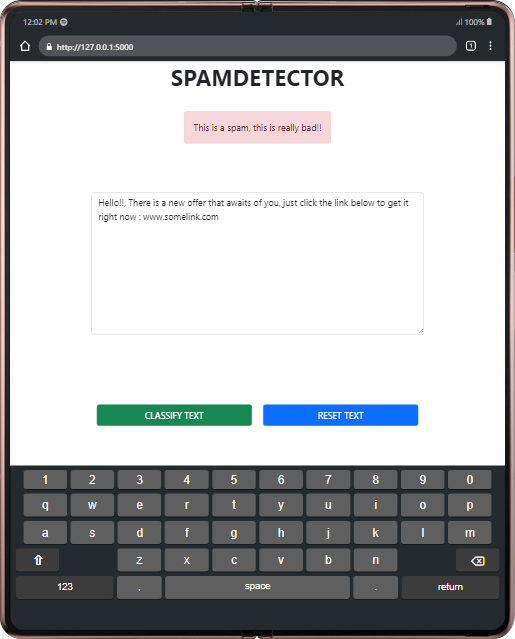 12:02 PM 100%
http://127.0.0.1:5000 1
SPAMDETECTOR
This is a spam, this is really bad!!
Hello!!, There is a new offer that awaits of you, just click the link below to get it
right now : www.somelink.com
CLASSIFY TEXT RESET TEXT
1 2 3 4 5 6 7 8 9 0
q w e r t y u i o p
a s d f g h j k l m
z x c v b n
123 , space . return